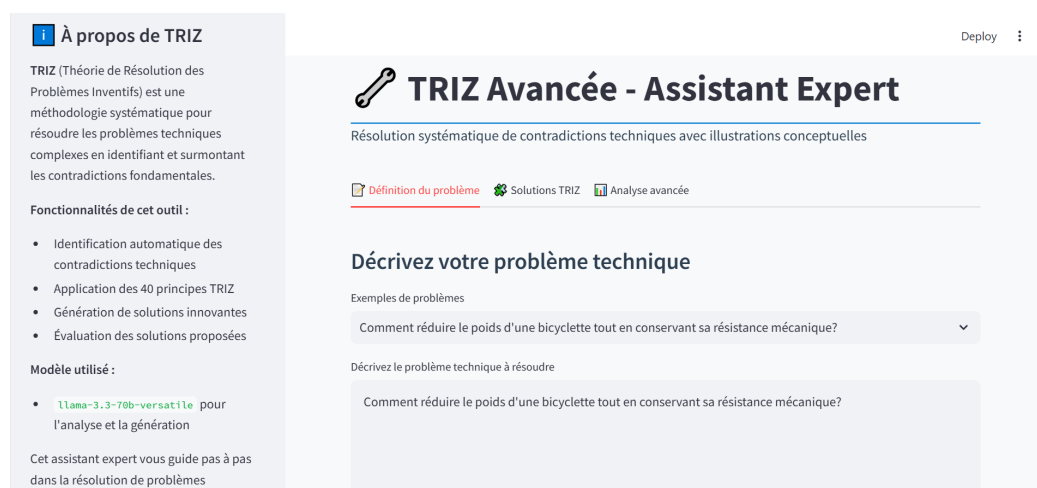 À propos de TRIZ
TRIZ (Théorie de Résolution des
Problèmes Inventifs) est une
méthodologie systématique pour
résoudre les problèmes techniques
complexes en identifiant et surmontant
les contradictions fondamentales.
Fonctionnalités de cet outil :
Identification automatique des
contradictions techniques
Application des 40 principes TRIZ
Génération de solutions innovantes
Évaluation des solutions proposées
Modèle utilisé :
llama-3.3-70b-versatile pour
l'analyse et la génération
Cet assistant expert vous guide pas à pas
dans la résolution de problèmes
Deploy
TRIZ Avancée - Assistant Expert
Résolution systématique de contradictions techniques avec illustrations conceptuelles
Définition du problème Solutions TRIZ Analyse avancée
Décrivez votre problème technique
Exemples de problèmes
Comment réduire le poids d'une bicyclette tout en conservant sa résistance mécanique?
Décrivez le problème technique à résoudre
Comment réduire le poids d'une bicyclette tout en conservant sa résistance mécanique?